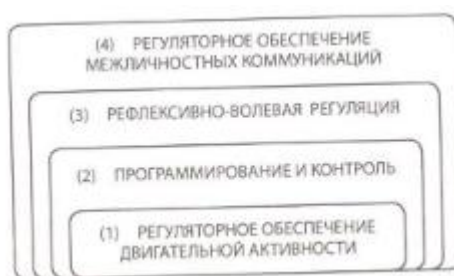 (4) РЕГУЛЯТОРНОЕ ОБЕСПЕЧЕНИЕ
МЕЖЛИЧНОСТНЫХ КОММУНИКАЦИЙ
(3) РЕФЛЕКСИВНО-ВОЛЕВАЯ РЕГУЛЯЦИЯ
(2) ПРОГРАММИРОВАНИЕ И КОНТРОЛЬ
(1) РЕГУЛЯТОРНОЕ ОБЕСПЕЧЕНИЕ
ДВИГАТЕЛЬНОЙ АКТИВНОСТИ